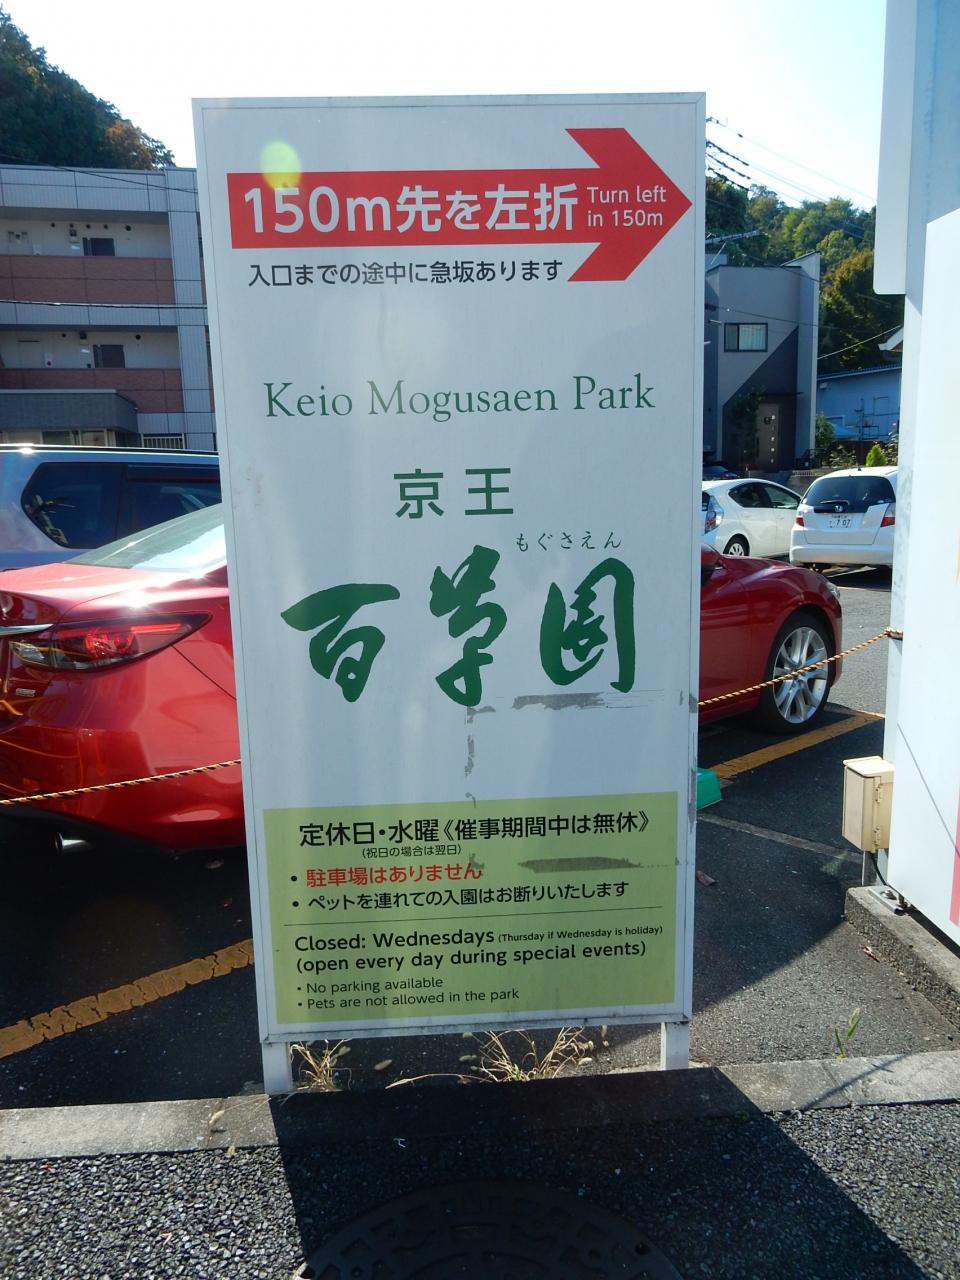 150m先を左折
Turn left
in 150m
入口までの途中に急坂あります
Keio Mogusaen Park
京王
もぐさえん
百草園
定休日・水曜《催事期間中は無休》
(祝日の場合は翌日)
• 駐車場はありません
• ペットを連れての入園はお断りいたします
Closed: Wednesdays (Thursday if Wednesday is holiday)
(open every day during special events)
・No parking available
・Pets are not allowed in the park